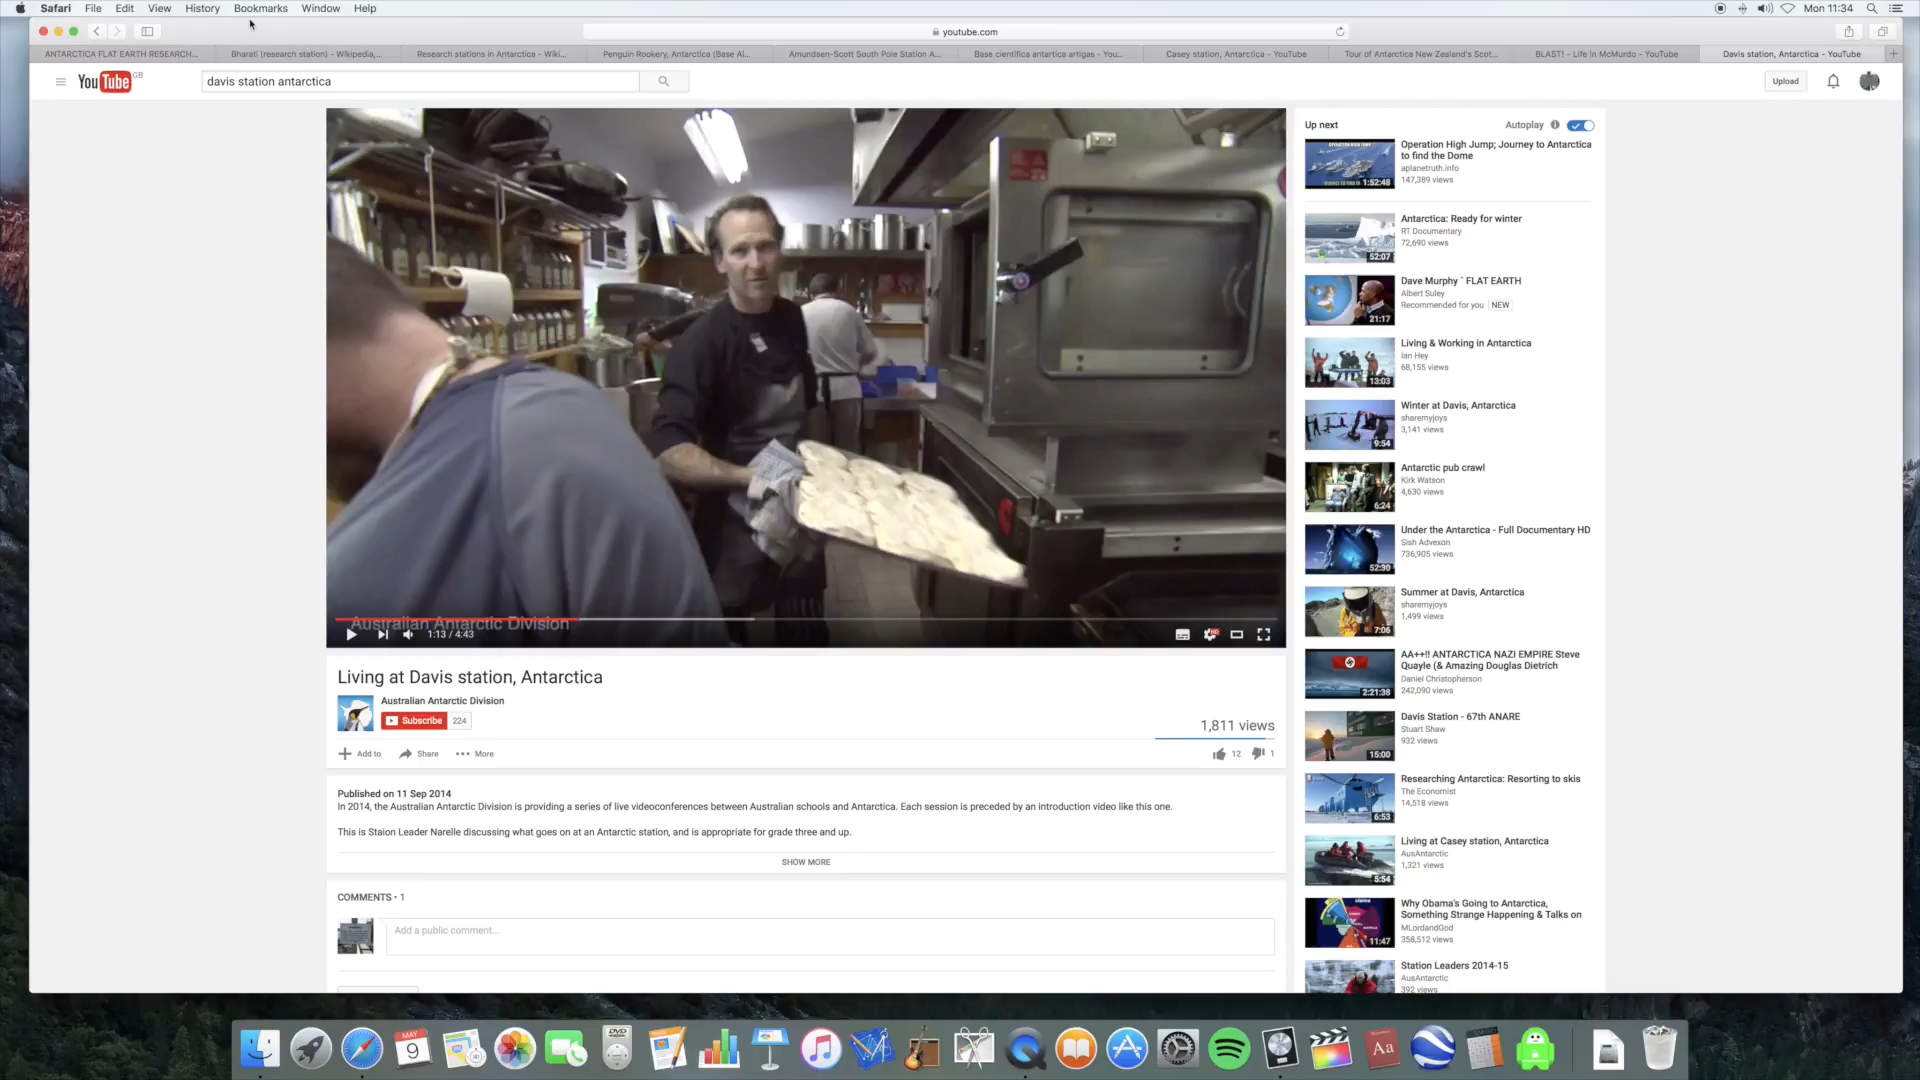 Safari File Edit View History Bookmarks Window Help
Mon 11:34
youtube.com
ANTARCTICA FLAT EARTH RESEARCH...
Bharati (research station) - Wikipedia,...
Research stations in Antarctica - Wiki...
Penguin Rookery, Antarctica (Base Al...
Amundsen-Scott South Pole Station A...
Base cientifica antartica artigas - You...
Casey station, Antarctica - YouTube
Tour of Antarctica New Zealand's Scot...
BLAST! - Life in McMurdo - YouTube
Davis station, Antarctica - YouTube
YouTube GB
davis station antarctica
Upload
Australian Antarctic Division
1:13 / 4:43
Living at Davis station, Antarctica
Australian Antarctic Division
Subscribe 224
1,811 views
Add to Share More
12 1
Published on 11 Sep 2014
In 2014, the Australian Antarctic Division is providing a series of live videoconferences between Australian schools and Antarctica. Each session is preceded by an introduction video like this one.
This is Staion Leader Narelle discussing what goes on at an Antarctic station, and is appropriate for grade three and up.
SHOW MORE
COMMENTS • 1
Add a public comment...
Up next
Autoplay
Operation High Jump; Journey to Antarctica
to find the Dome
aplanetruth.info
147,389 views
1:52:48
Antarctica: Ready for winter
RT Documentary
72,690 views
52:07
Dave Murphy ` FLAT EARTH
Albert Suley
Recommended for you NEW
21:17
Living & Working in Antarctica
Ian Hey
68,155 views
13:03
Winter at Davis, Antarctica
sharemyjoys
3,141 views
9:54
Antarctic pub crawl
Kirk Watson
4,630 views
6:24
Under the Antarctica - Full Documentary HD
Sish Advexon
736,905 views
52:30
Summer at Davis, Antarctica
sharemyjoys
1,499 views
7:06
AA++!! ANTARCTICA NAZI EMPIRE Steve
Quayle (& Amazing Douglas Dietrich
Daniel Christopherson
242,090 views
2:21:38
Davis Station - 67th ANARE
Stuart Shaw
932 views
15:00
Researching Antarctica: Resorting to skis
The Economist
14,518 views
6:53
Living at Casey station, Antarctica
AusAntarctic
1,321 views
5:54
Why Obama's Going to Antarctica,
Something Strange Happening & Talks on
MLordandGod
358,512 views
11:47
Station Leaders 2014-15
AusAntarctic
392 views
MAY
9
DVD
Aa